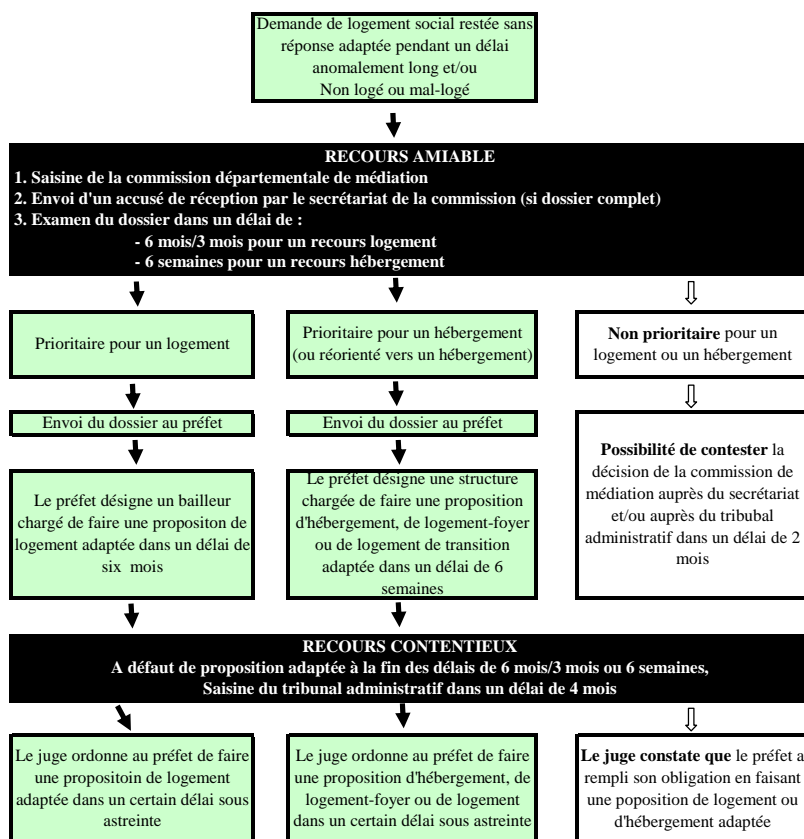 Demande de logement social restée sans
réponse adaptée pendant un délai
anomalement long et/ou
Non logé ou mal-logé
RECOURS AMIABLE
1. Saisine de la commission départementale de médiation
2. Envoi d'un accusé de réception par le secrétariat de la commission (si dossier complet)
3. Examen du dossier dans un délai de :
- 6 mois/3 mois pour un recours logement
- 6 semaines pour un recours hébergement
Prioritaire pour un logement
Prioritaire pour un hébergement
(ou réorienté vers un hébergement)
Non prioritaire pour un
logement ou un hébergement
Envoi du dossier au préfet
Envoi du dossier au préfet
Le préfet désigne un bailleur
chargé de faire une propositon de
logement adaptée dans un délai de
six mois
Le préfet désigne une structure
chargée de faire une proposition
d'hébergement, de logement-foyer
ou de logement de transition
adaptée dans un délai de 6
semaines
Possibilité de contester la
décision de la commission de
médiation auprès du secrétariat
et/ou auprès du tribubal
administratif dans un délai de 2
mois
RECOURS CONTENTIEUX
A défaut de proposition adaptée à la fin des délais de 6 mois/3 mois ou 6 semaines,
Saisine du tribunal administratif dans un délai de 4 mois
Le juge ordonne au préfet de faire
une propositoin de logement
adaptée dans un certain délai sous
astreinte
Le juge ordonne au préfet de faire
une proposition d'hébergement, de
logement-foyer ou de logement
dans un certain délai sous astreinte
Le juge constate que le préfet a
rempli son obligation en faisant
une poposition de logement ou
d'hébergement adaptée